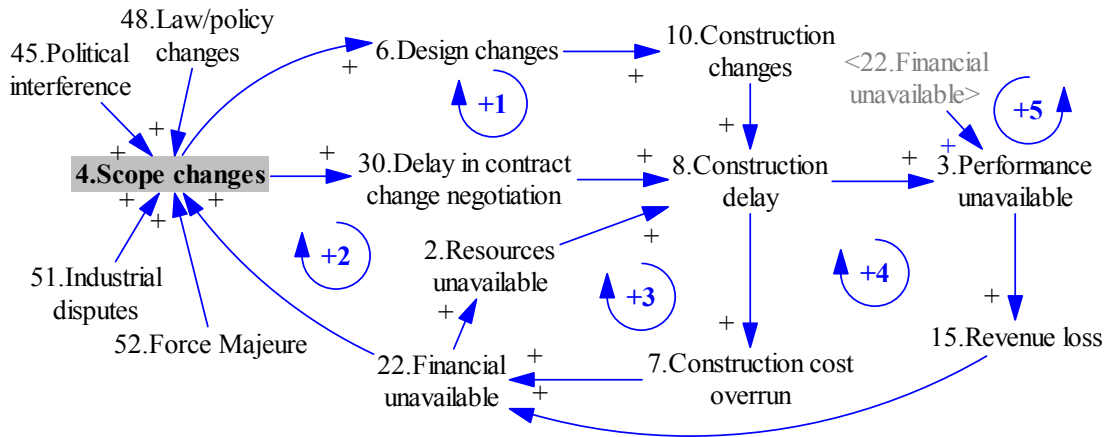 48.Law/policy
changes
45.Political
interference
6.Design changes
10.Construction
changes
<22.Financial
unavailable>
+
+
+1
+5
+
+
+
+
+
+
+
+
4.Scope changes
30.Delay in contract
change negotiation
8.Construction
delay
3.Performance
unavailable
+
+
+
+2
2.Resources
unavailable
+
+3
+4
51.Industrial
disputes
+
+
+
52.Force Majeure
15.Revenue loss
22.Financial
unavailable
+
+
7.Construction cost
overrun